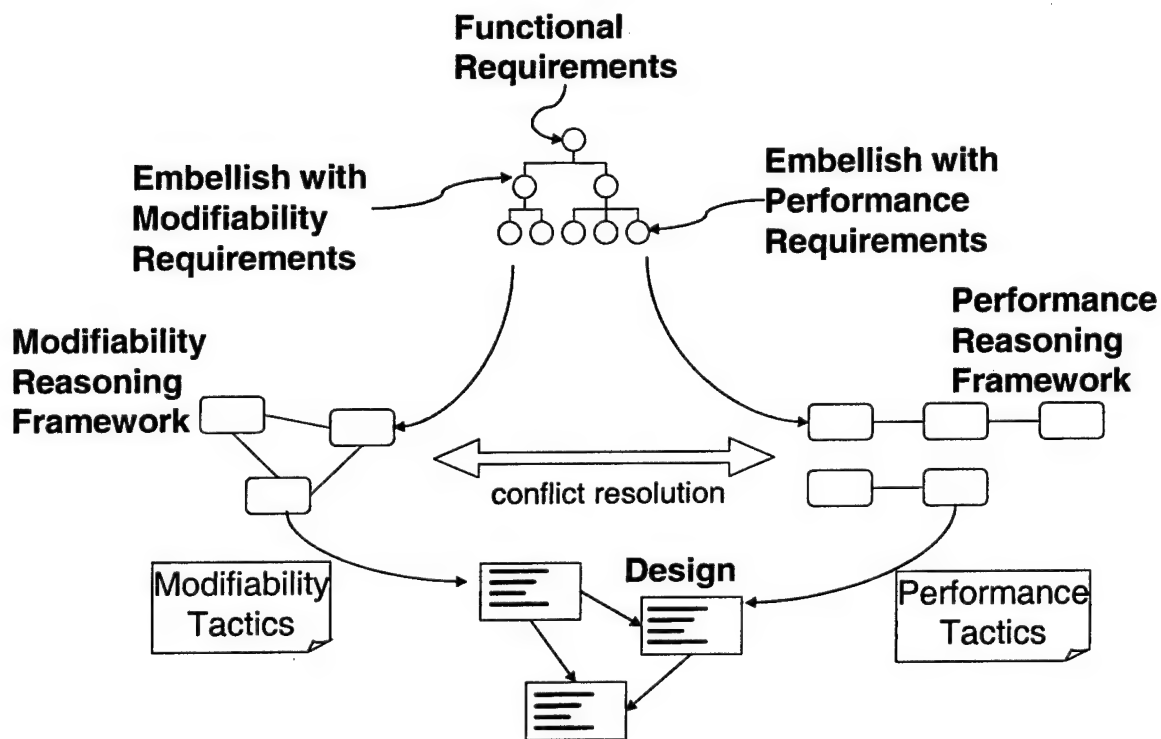 Functional
Requirements
Embellish with
Modifiability
Requirements
Embellish with
Performance
Requirements
Modifiability
Reasoning
Framework
Performance
Reasoning
Framework
conflict resolution
Modifiability
Tactics
Design
Performance
Tactics